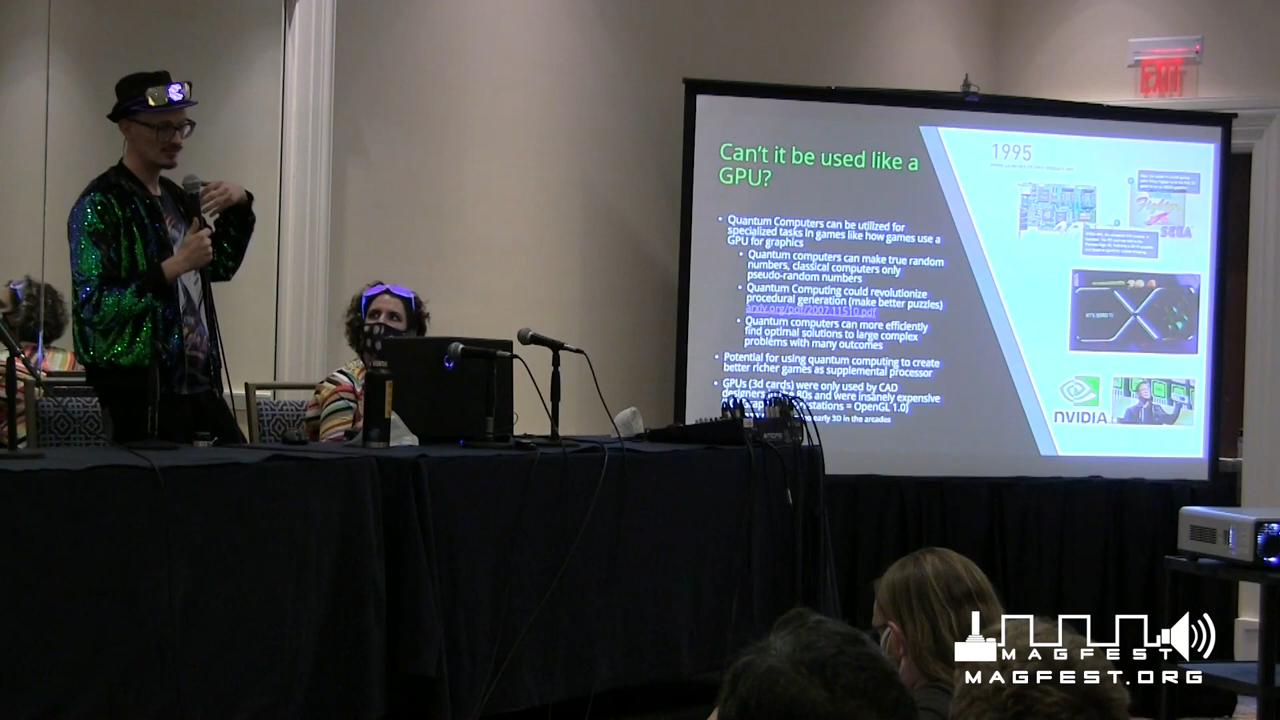 EXIT
Can't it be used like a
GPU?
• Quantum Computers can be utilized for
specialized tasks in games like how games use a
GPU for graphics
• Quantum computers can make true random
numbers, classical computers only
pseudo-random numbers
• Quantum Computing could revolutionize
procedural generation (make better puzzles)
arxiv.org/pdf/2007.11510.pdf
• Quantum computers can more efficiently
find optimal solutions to large complex
problems with many outcomes
• Potential for using quantum computing to create
better richer games as supplemental processor
• GPUs (3d cards) were only used by CAD
designers in the 80s and were insanely expensive
stations = OpenGL 1.0)
early 3D in the arcades
1995
SEGA
NVIDIA
MAGFEST
MAGFEST.ORG